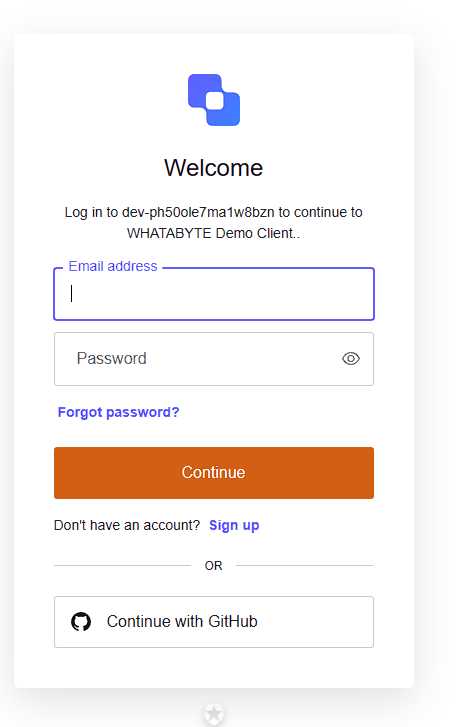 Welcome
Log in to dev-ph50ole7ma1w8bzn to continue to
WHATABYTE Demo Client..
Email address
Password
Forgot password?
Continue
Don't have an account? Sign up
OR
Continue with GitHub